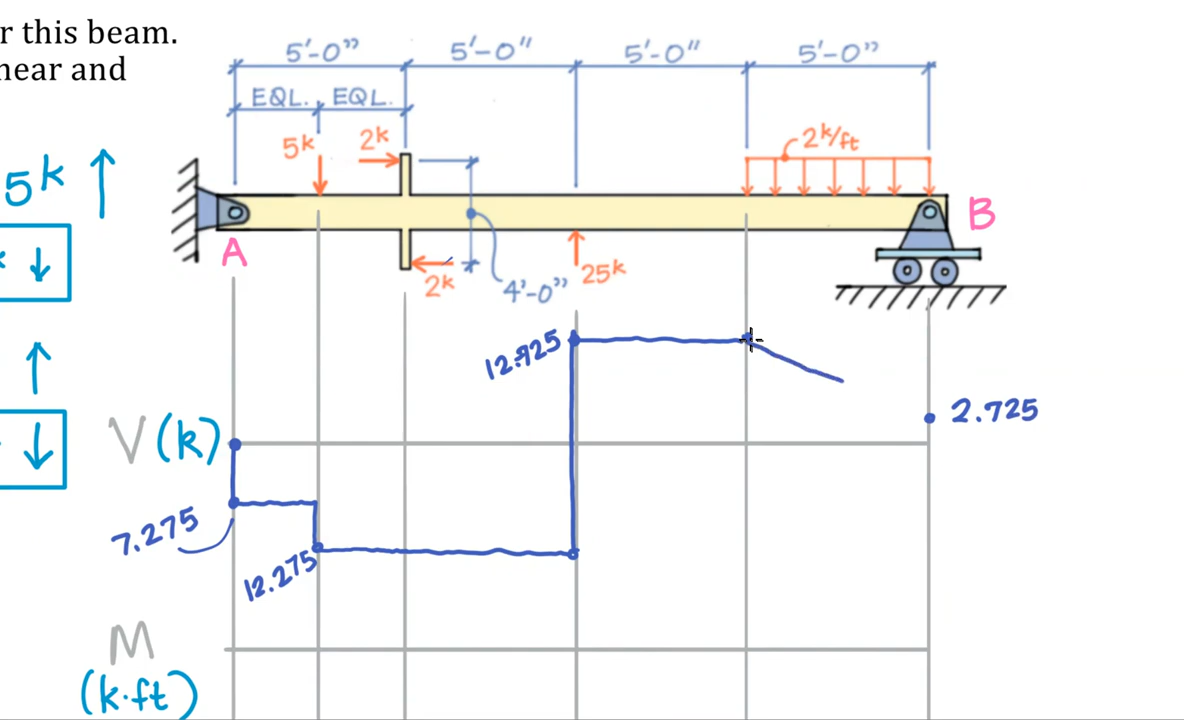 r this beam.
near and
5'-0" 5'-0" 5'-0" 5'-0"
EQL. EQL.
5k 2k 2k/ft
5k ↑
A B
k ↓
2k 4'-0" 25k
12.725
V(k) 2.725
7.275
12.275
M
(k·ft)